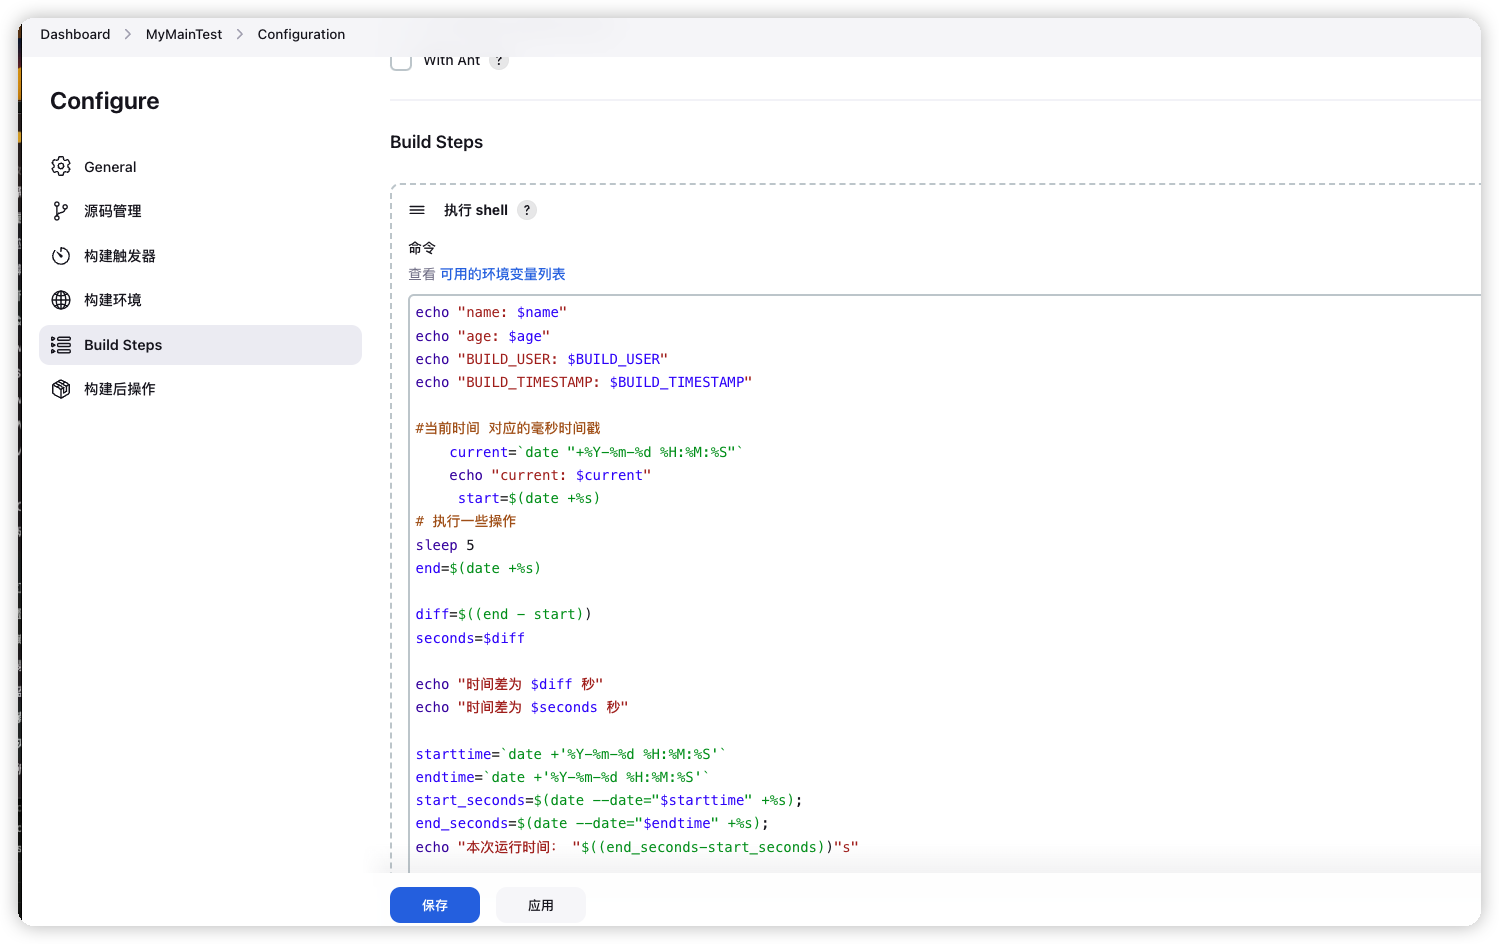 Dashboard > MyMainTest > Configuration
With Ant ?
Configure
General
源码管理
构建触发器
构建环境
Build Steps
构建后操作
Build Steps
执行 shell ?
命令
查看 可用的环境变量列表
echo "name: $name"
echo "age: $age"
echo "BUILD_USER: $BUILD_USER"
echo "BUILD_TIMESTAMP: $BUILD_TIMESTAMP"
#当前时间 对应的毫秒时间戳
current=`date "+%Y-%m-%d %H:%M:%S"`
echo "current: $current"
start=$(date +%s)
# 执行一些操作
sleep 5
end=$(date +%s)
diff=$((end - start))
seconds=$diff
echo "时间差为 $diff 秒"
echo "时间差为 $seconds 秒"
starttime=`date +'%Y-%m-%d %H:%M:%S'`
endtime=`date +'%Y-%m-%d %H:%M:%S'`
start_seconds=$(date --date="$starttime" +%s);
end_seconds=$(date --date="$endtime" +%s);
echo "本次运行时间： "$((end_seconds-start_seconds))"s"
保存
应用